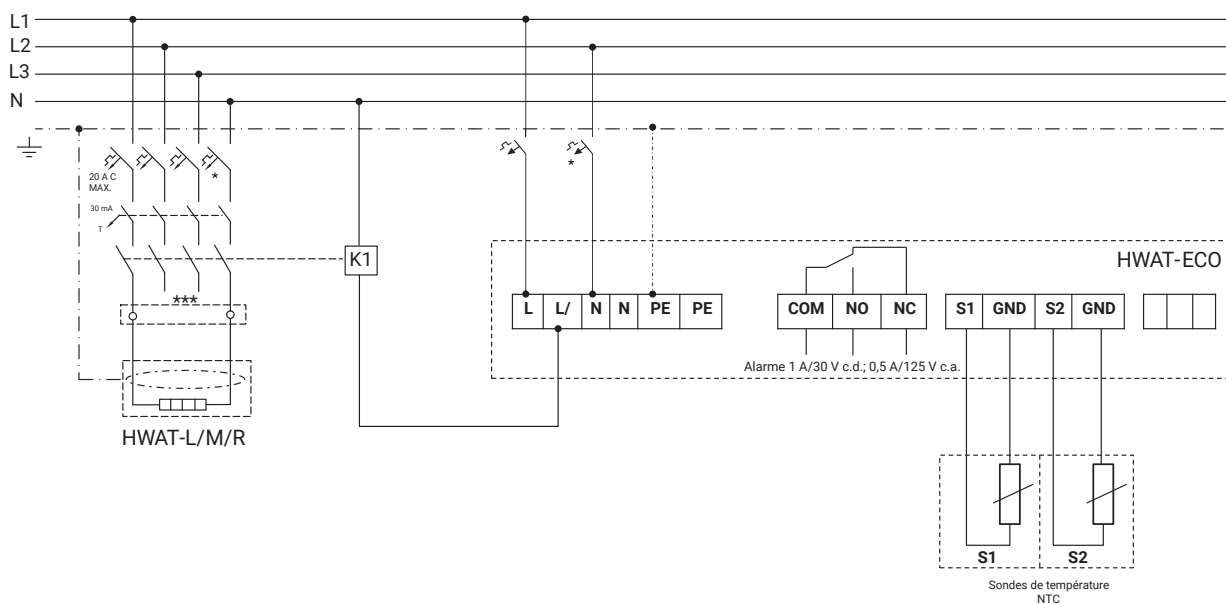 L1
L2
L3
N
20 A C
MAX.
*
*
30 mA
T
K1
HWAT-ECO
***
L L/ N N PE PE
COM NO NC
S1 GND S2 GND
Alarme 1 A/30 V c.d.; 0,5 A/125 V c.a.
HWAT-L/M/R
S1 S2
Sondes de température
NTC